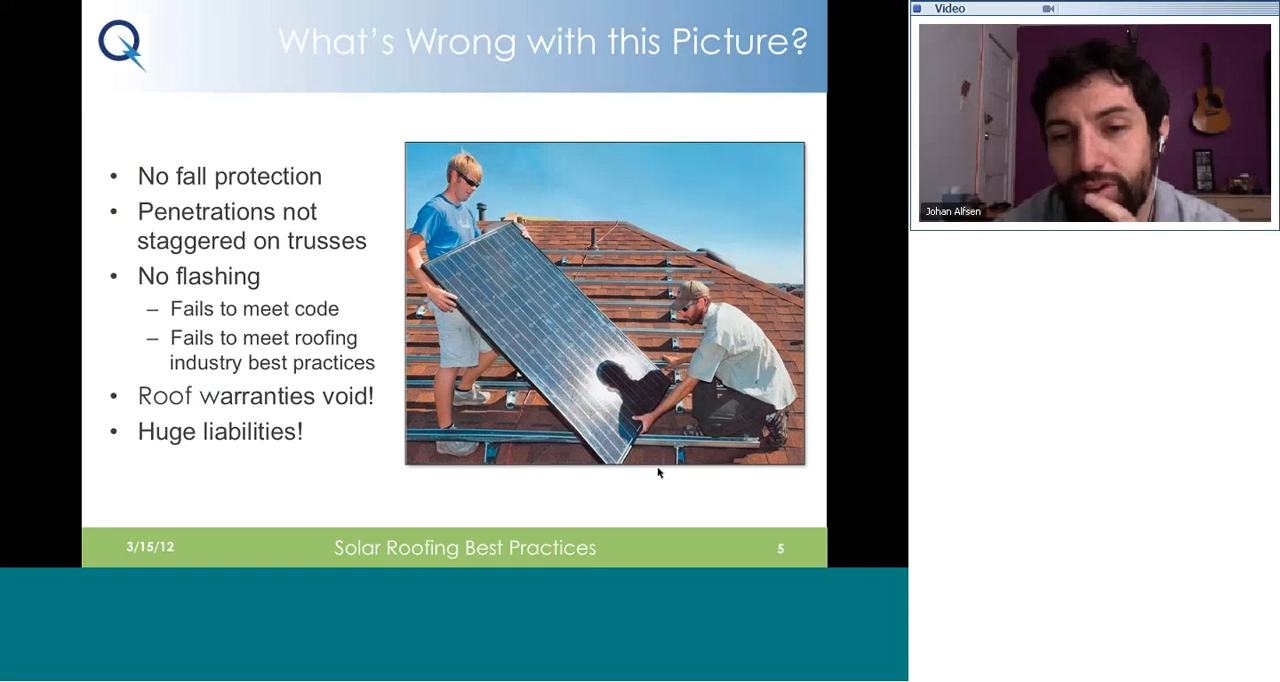 What's Wrong with this Picture?
• No fall protection
• Penetrations not
staggered on trusses
• No flashing
– Fails to meet code
– Fails to meet roofing
industry best practices
• Roof warranties void!
• Huge liabilities!
3/15/12
Solar Roofing Best Practices
5
Video
Johan Alfsen